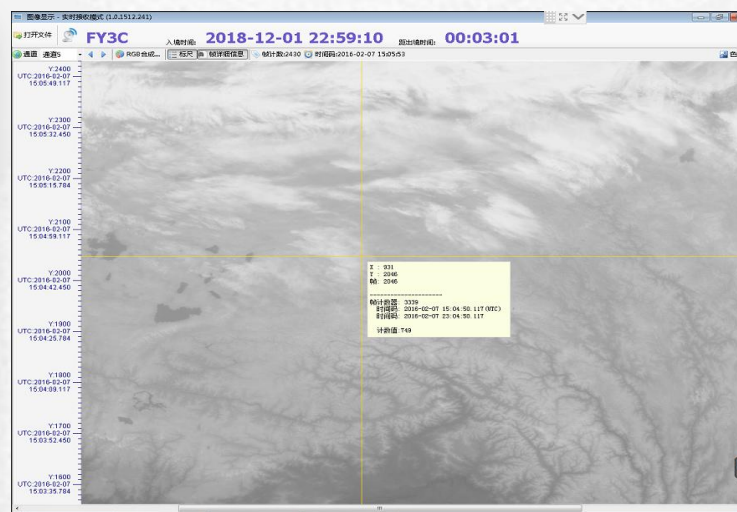 图像显示 - 实时接收模式 (1.0.1512.241)
打开文件 FY3C 入境时间: 2018-12-01 22:59:10 距出境时间: 00:03:01
通道 通道5 RGB合成... 标尺 帧详细信息 帧计数:2430 时间码:2016-02-07 15:05:53 色
Y:2400
UTC:2016-02-07
15:05:49.117
Y:2300
UTC:2016-02-07
15:05:32.450
Y:2200
UTC:2016-02-07
15:05:15.784
Y:2100
UTC:2016-02-07
15:04:59.117
X : 931
Y : 2046
帧: 2046
--------------------
Y:2000
UTC:2016-02-07
15:04:42.450
帧计数器: 3339
时间码: 2016-02-07 15:04:50.117(UTC)
时间码: 2016-02-07 23:04:50.117
计数值:749
Y:1900
UTC:2016-02-07
15:04:25.784
Y:1800
UTC:2016-02-07
15:04:09.117
Y:1700
UTC:2016-02-07
15:03:52.450
Y:1600
UTC:2016-02-07
15:03:35.784